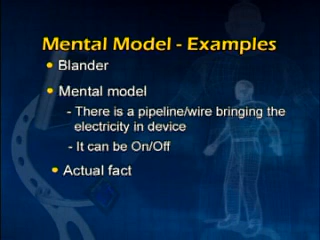 Mental Model - Examples
• Blander
• Mental model
- There is a pipeline/wire bringing the
electricity in device
- It can be On/Off
• Actual fact